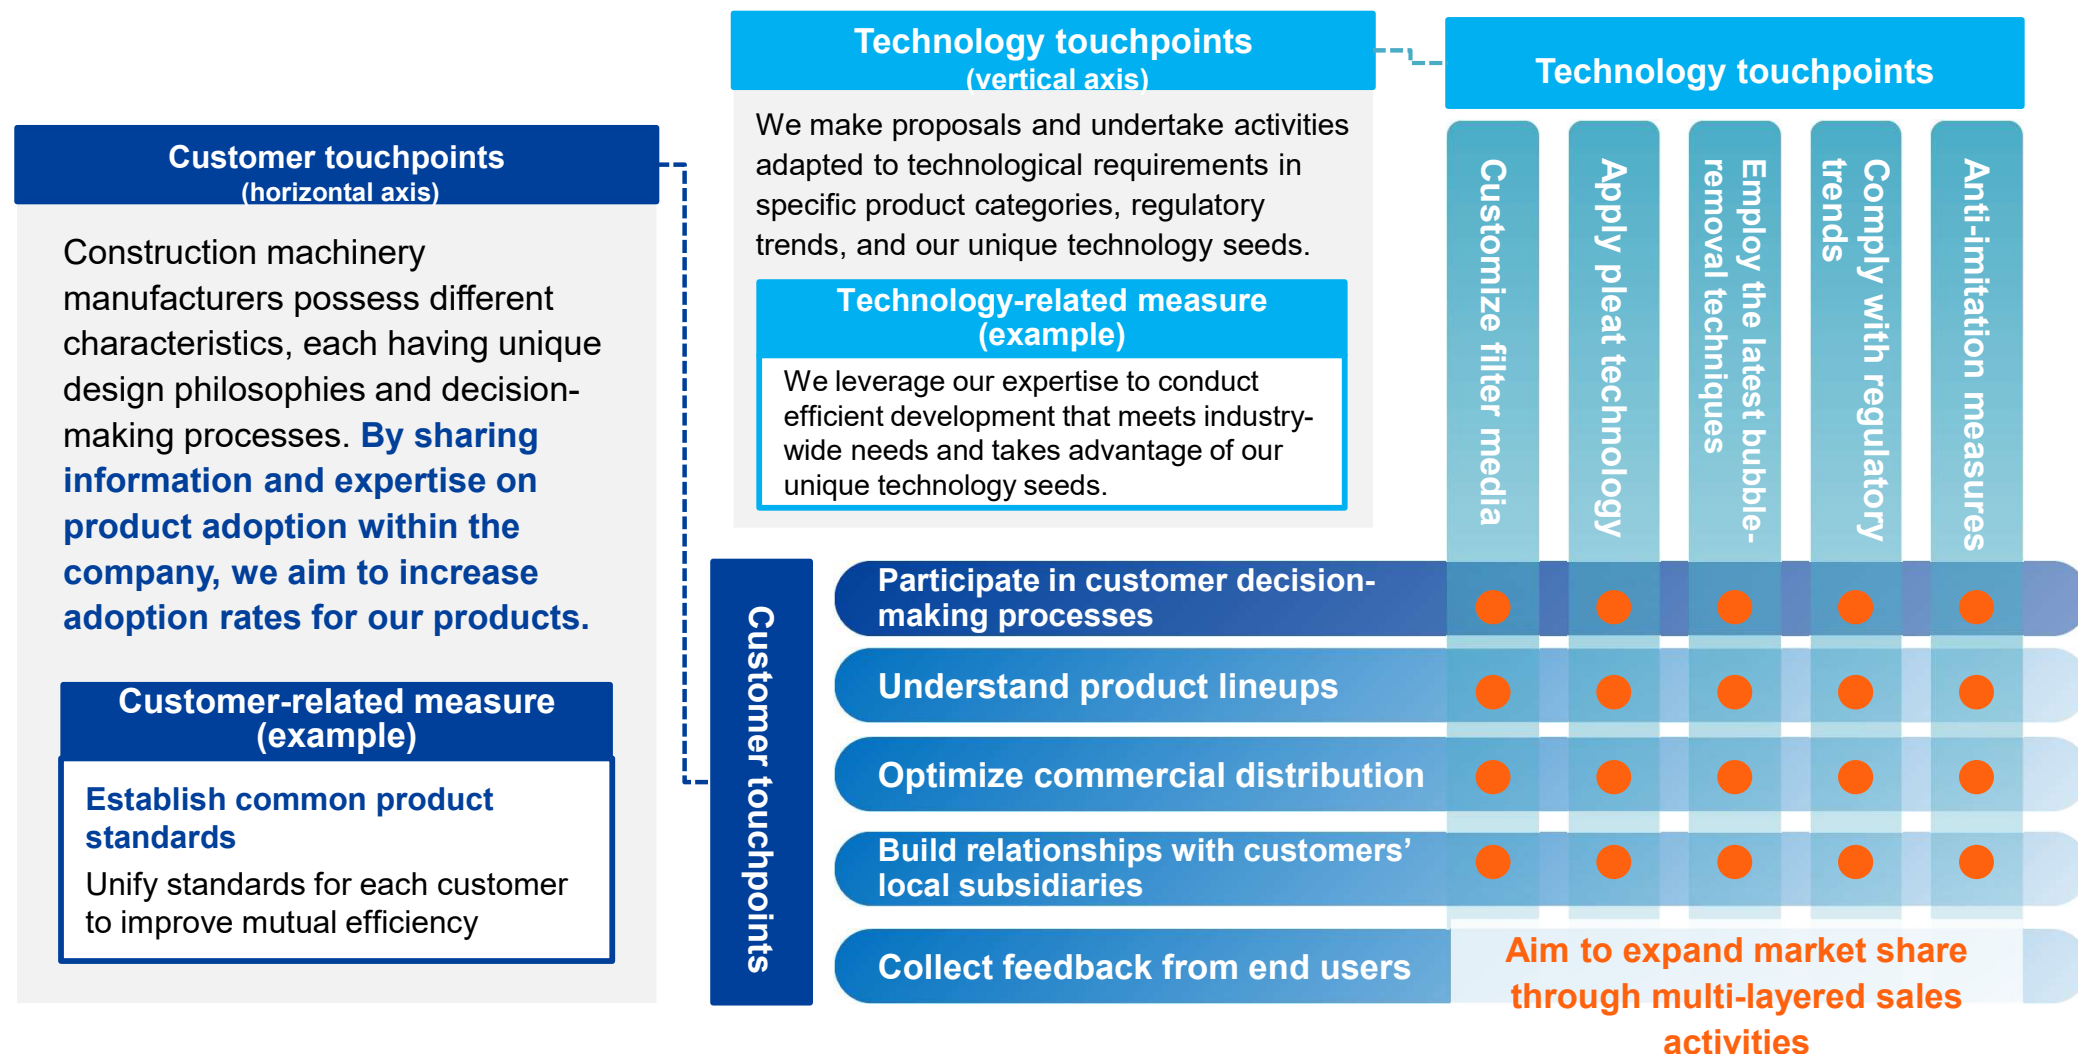 Customer touchpoints
(horizontal axis)
Construction machinery
manufacturers possess different
characteristics, each having unique
design philosophies and decision-
making processes. By sharing
information and expertise on
product adoption within the
company, we aim to increase
adoption rates for our products.
Customer-related measure
(example)
Establish common product
standards
Unify standards for each customer
to improve mutual efficiency
Technology touchpoints
(vertical axis)
We make proposals and undertake activities
adapted to technological requirements in
specific product categories, regulatory
trends, and our unique technology seeds.
Technology-related measure
(example)
We leverage our expertise to conduct
efficient development that meets industry-
wide needs and takes advantage of our
unique technology seeds.
Technology touchpoints
Customize filter media
Apply pleat technology
Employ the latest bubble-
removal techniques
Comply with regulatory
trends
Anti-imitation measures
Customer touchpoints
Participate in customer decision-
making processes
Understand product lineups
Optimize commercial distribution
Build relationships with customers’
local subsidiaries
Collect feedback from end users
Aim to expand market share
through multi-layered sales
activities